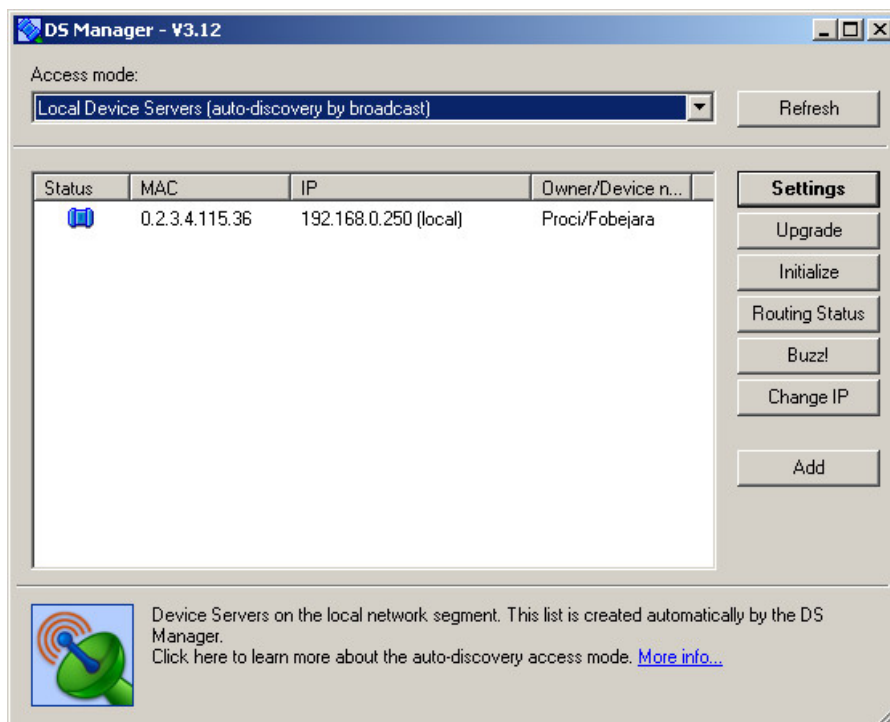 DS Manager - V3.12
Access mode:
Local Device Servers (auto-discovery by broadcast)
Refresh
Status MAC IP Owner/Device n...
0.2.3.4.115.36 192.168.0.250 (local) Proci/Fobejara
Settings
Upgrade
Initialize
Routing Status
Buzz!
Change IP
Add
Device Servers on the local network segment. This list is created automatically by the DS
Manager.
Click here to learn more about the auto-discovery access mode. More info...